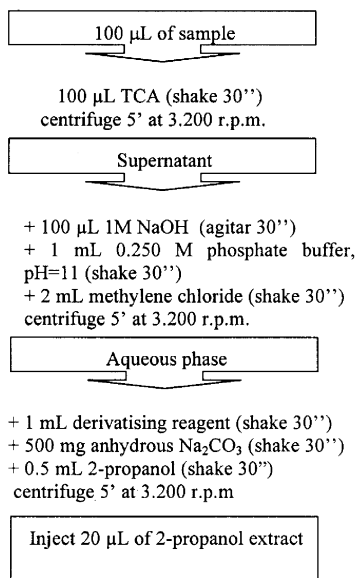 100 µL of sample
100 µL TCA (shake 30’’)
centrifuge 5’ at 3.200 r.p.m.
Supernatant
+ 100 µL 1M NaOH (agitar 30’’)
+ 1 mL 0.250 M phosphate buffer,
pH=11 (shake 30’’)
+ 2 mL methylene chloride (shake 30’’)
centrifuge 5’ at 3.200 r.p.m.
Aqueous phase
+ 1 mL derivatising reagent (shake 30’’)
+ 500 mg anhydrous Na₂CO₃ (shake 30’’)
+ 0.5 mL 2-propanol (shake 30”)
centrifuge 5’ at 3.200 r.p.m
Inject 20 µL of 2-propanol extract